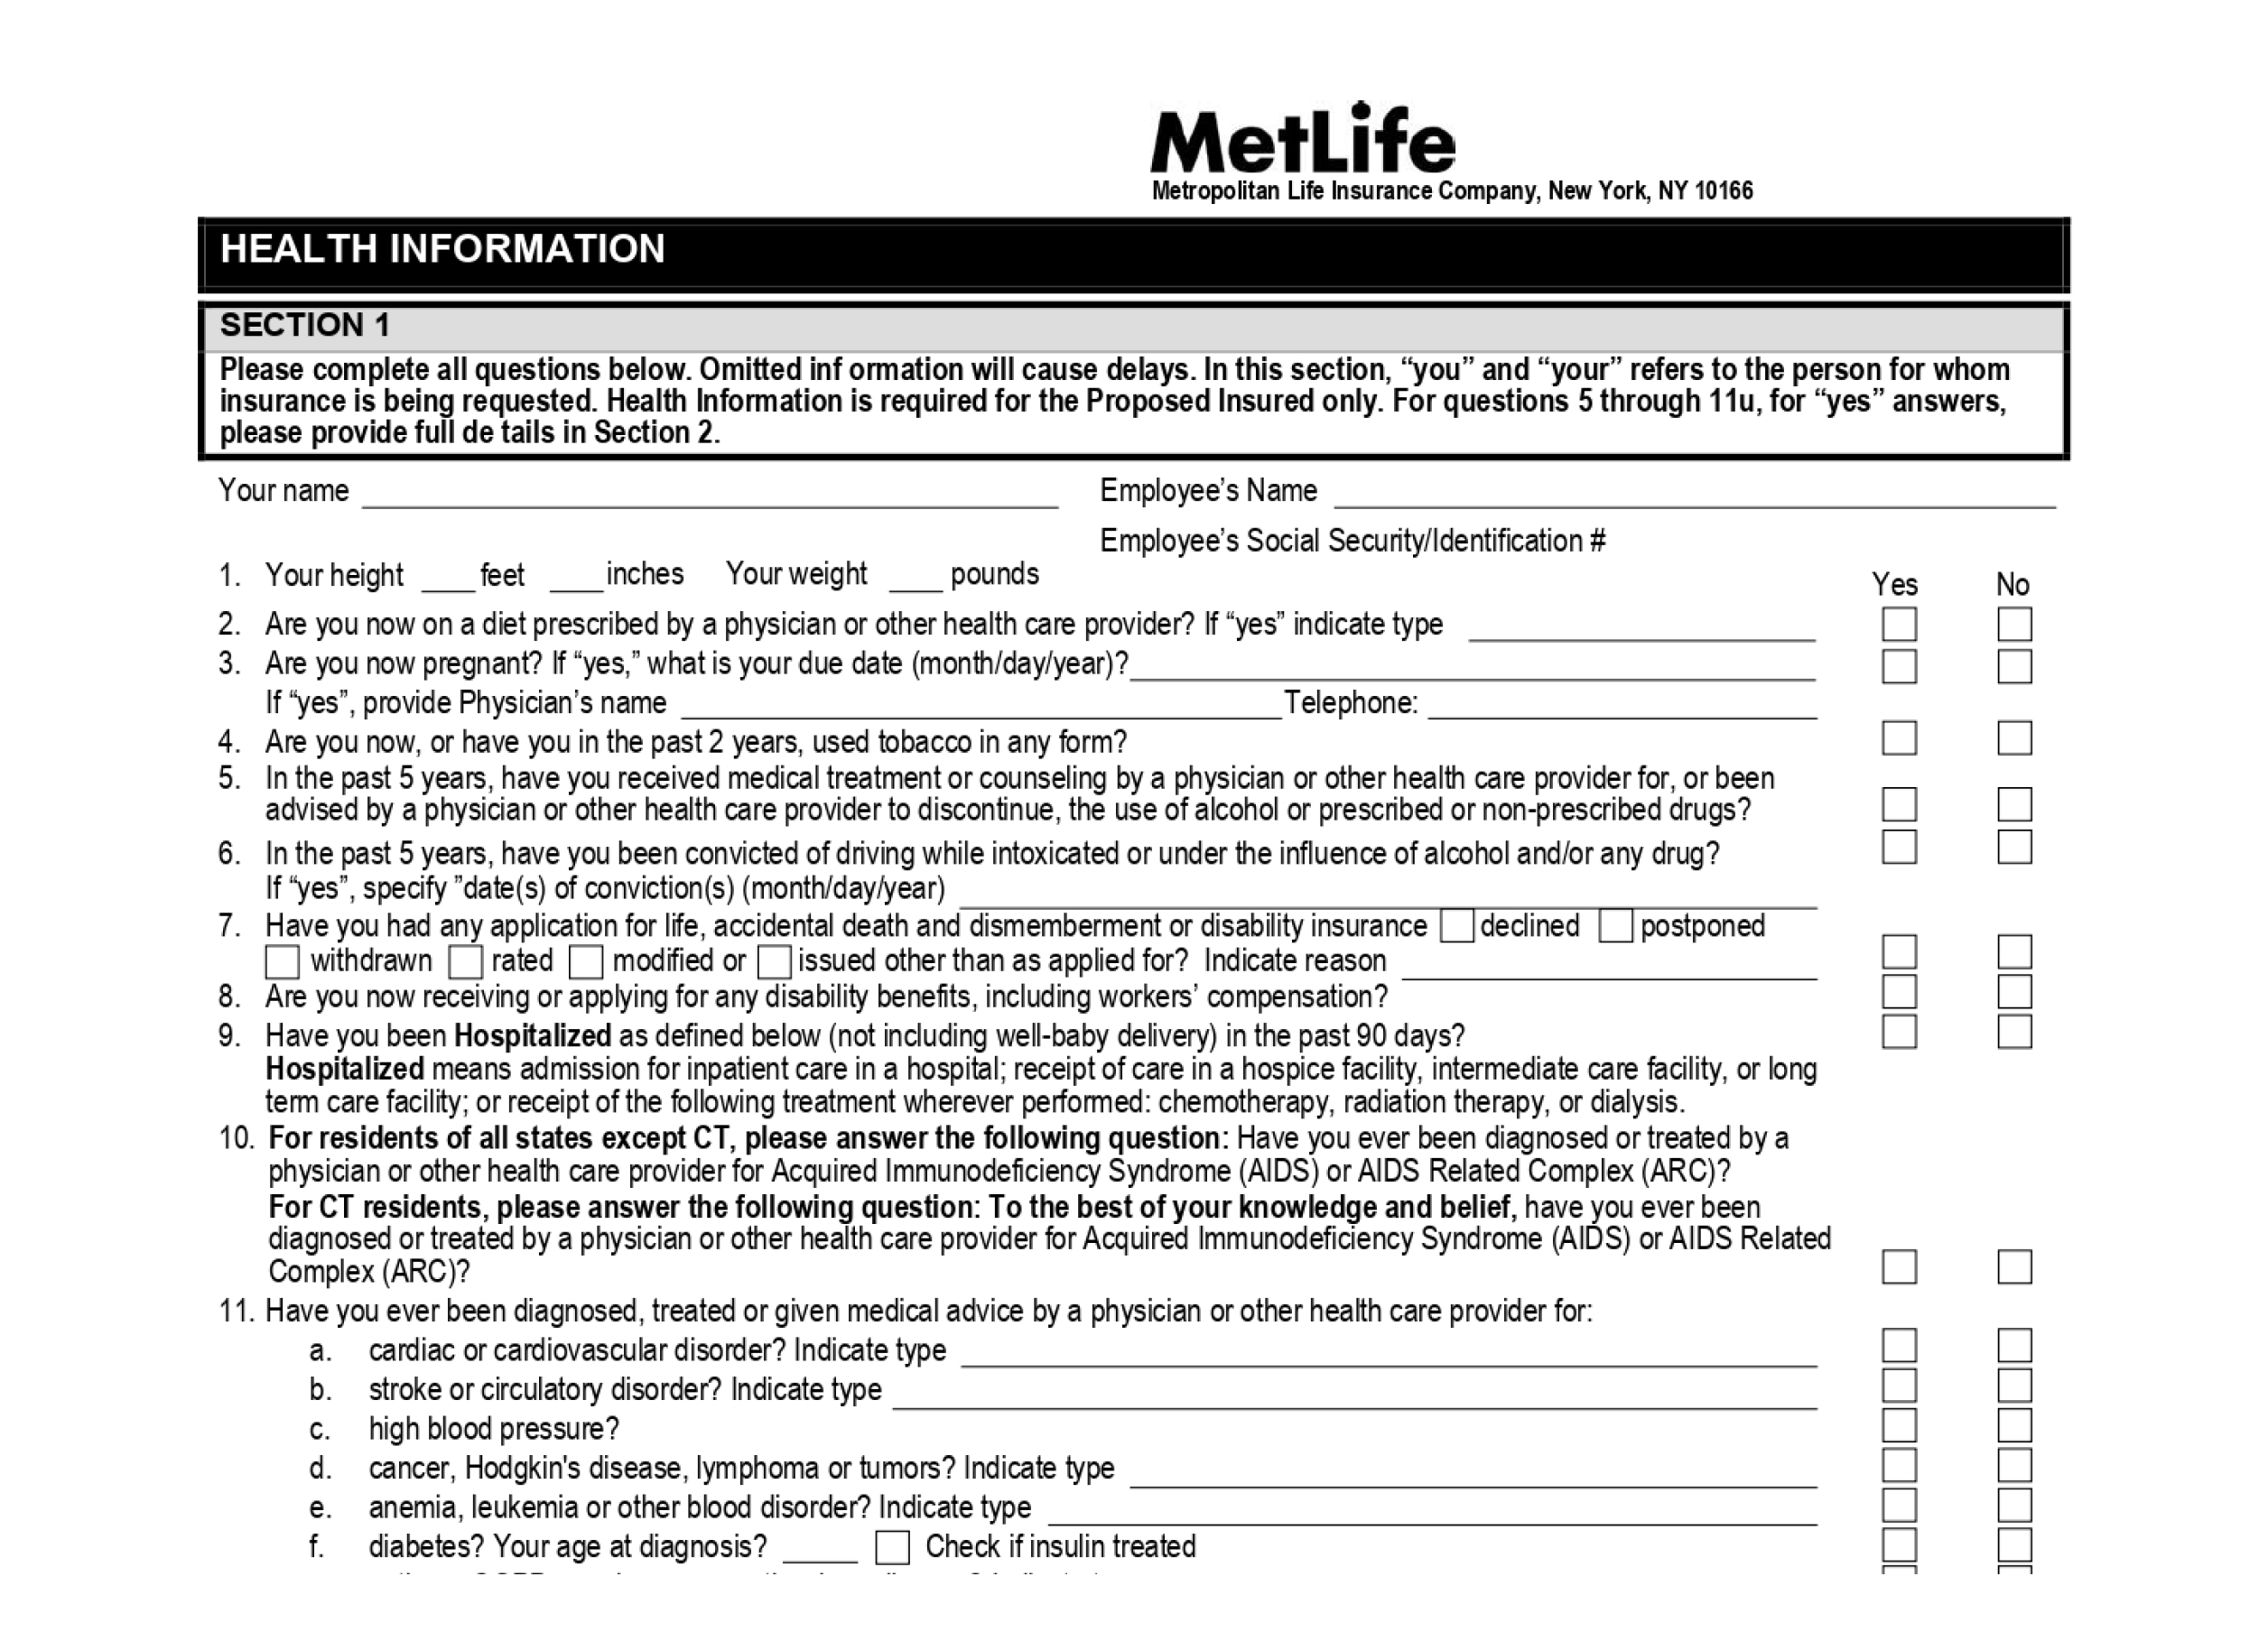 MetLife
Metropolitan Life Insurance Company, New York, NY 10166
HEALTH INFORMATION
SECTION 1
Please complete all questions below. Omitted inf ormation will cause delays. In this section, “you” and “your” refers to the person for whom
insurance is being requested. Health Information is required for the Proposed Insured only. For questions 5 through 11u, for “yes” answers,
please provide full de tails in Section 2.
Your name Employee’s Name
Employee’s Social Security/Identification #
1. Your height feet inches Your weight pounds
Yes No
2. Are you now on a diet prescribed by a physician or other health care provider? If “yes” indicate type
3. Are you now pregnant? If “yes,” what is your due date (month/day/year)?
If “yes”, provide Physician’s name Telephone:
4. Are you now, or have you in the past 2 years, used tobacco in any form?
5. In the past 5 years, have you received medical treatment or counseling by a physician or other health care provider for, or been
advised by a physician or other health care provider to discontinue, the use of alcohol or prescribed or non-prescribed drugs?
6. In the past 5 years, have you been convicted of driving while intoxicated or under the influence of alcohol and/or any drug?
If “yes”, specify ”date(s) of conviction(s) (month/day/year)
7. Have you had any application for life, accidental death and dismemberment or disability insurance declined postponed
withdrawn rated modified or issued other than as applied for? Indicate reason
8. Are you now receiving or applying for any disability benefits, including workers’ compensation?
9. Have you been Hospitalized as defined below (not including well-baby delivery) in the past 90 days?
Hospitalized means admission for inpatient care in a hospital; receipt of care in a hospice facility, intermediate care facility, or long
term care facility; or receipt of the following treatment wherever performed: chemotherapy, radiation therapy, or dialysis.
10. For residents of all states except CT, please answer the following question: Have you ever been diagnosed or treated by a
physician or other health care provider for Acquired Immunodeficiency Syndrome (AIDS) or AIDS Related Complex (ARC)?
For CT residents, please answer the following question: To the best of your knowledge and belief, have you ever been
diagnosed or treated by a physician or other health care provider for Acquired Immunodeficiency Syndrome (AIDS) or AIDS Related
Complex (ARC)?
11. Have you ever been diagnosed, treated or given medical advice by a physician or other health care provider for:
a. cardiac or cardiovascular disorder? Indicate type
b. stroke or circulatory disorder? Indicate type
c. high blood pressure?
d. cancer, Hodgkin's disease, lymphoma or tumors? Indicate type
e. anemia, leukemia or other blood disorder? Indicate type
f. diabetes? Your age at diagnosis? Check if insulin treated